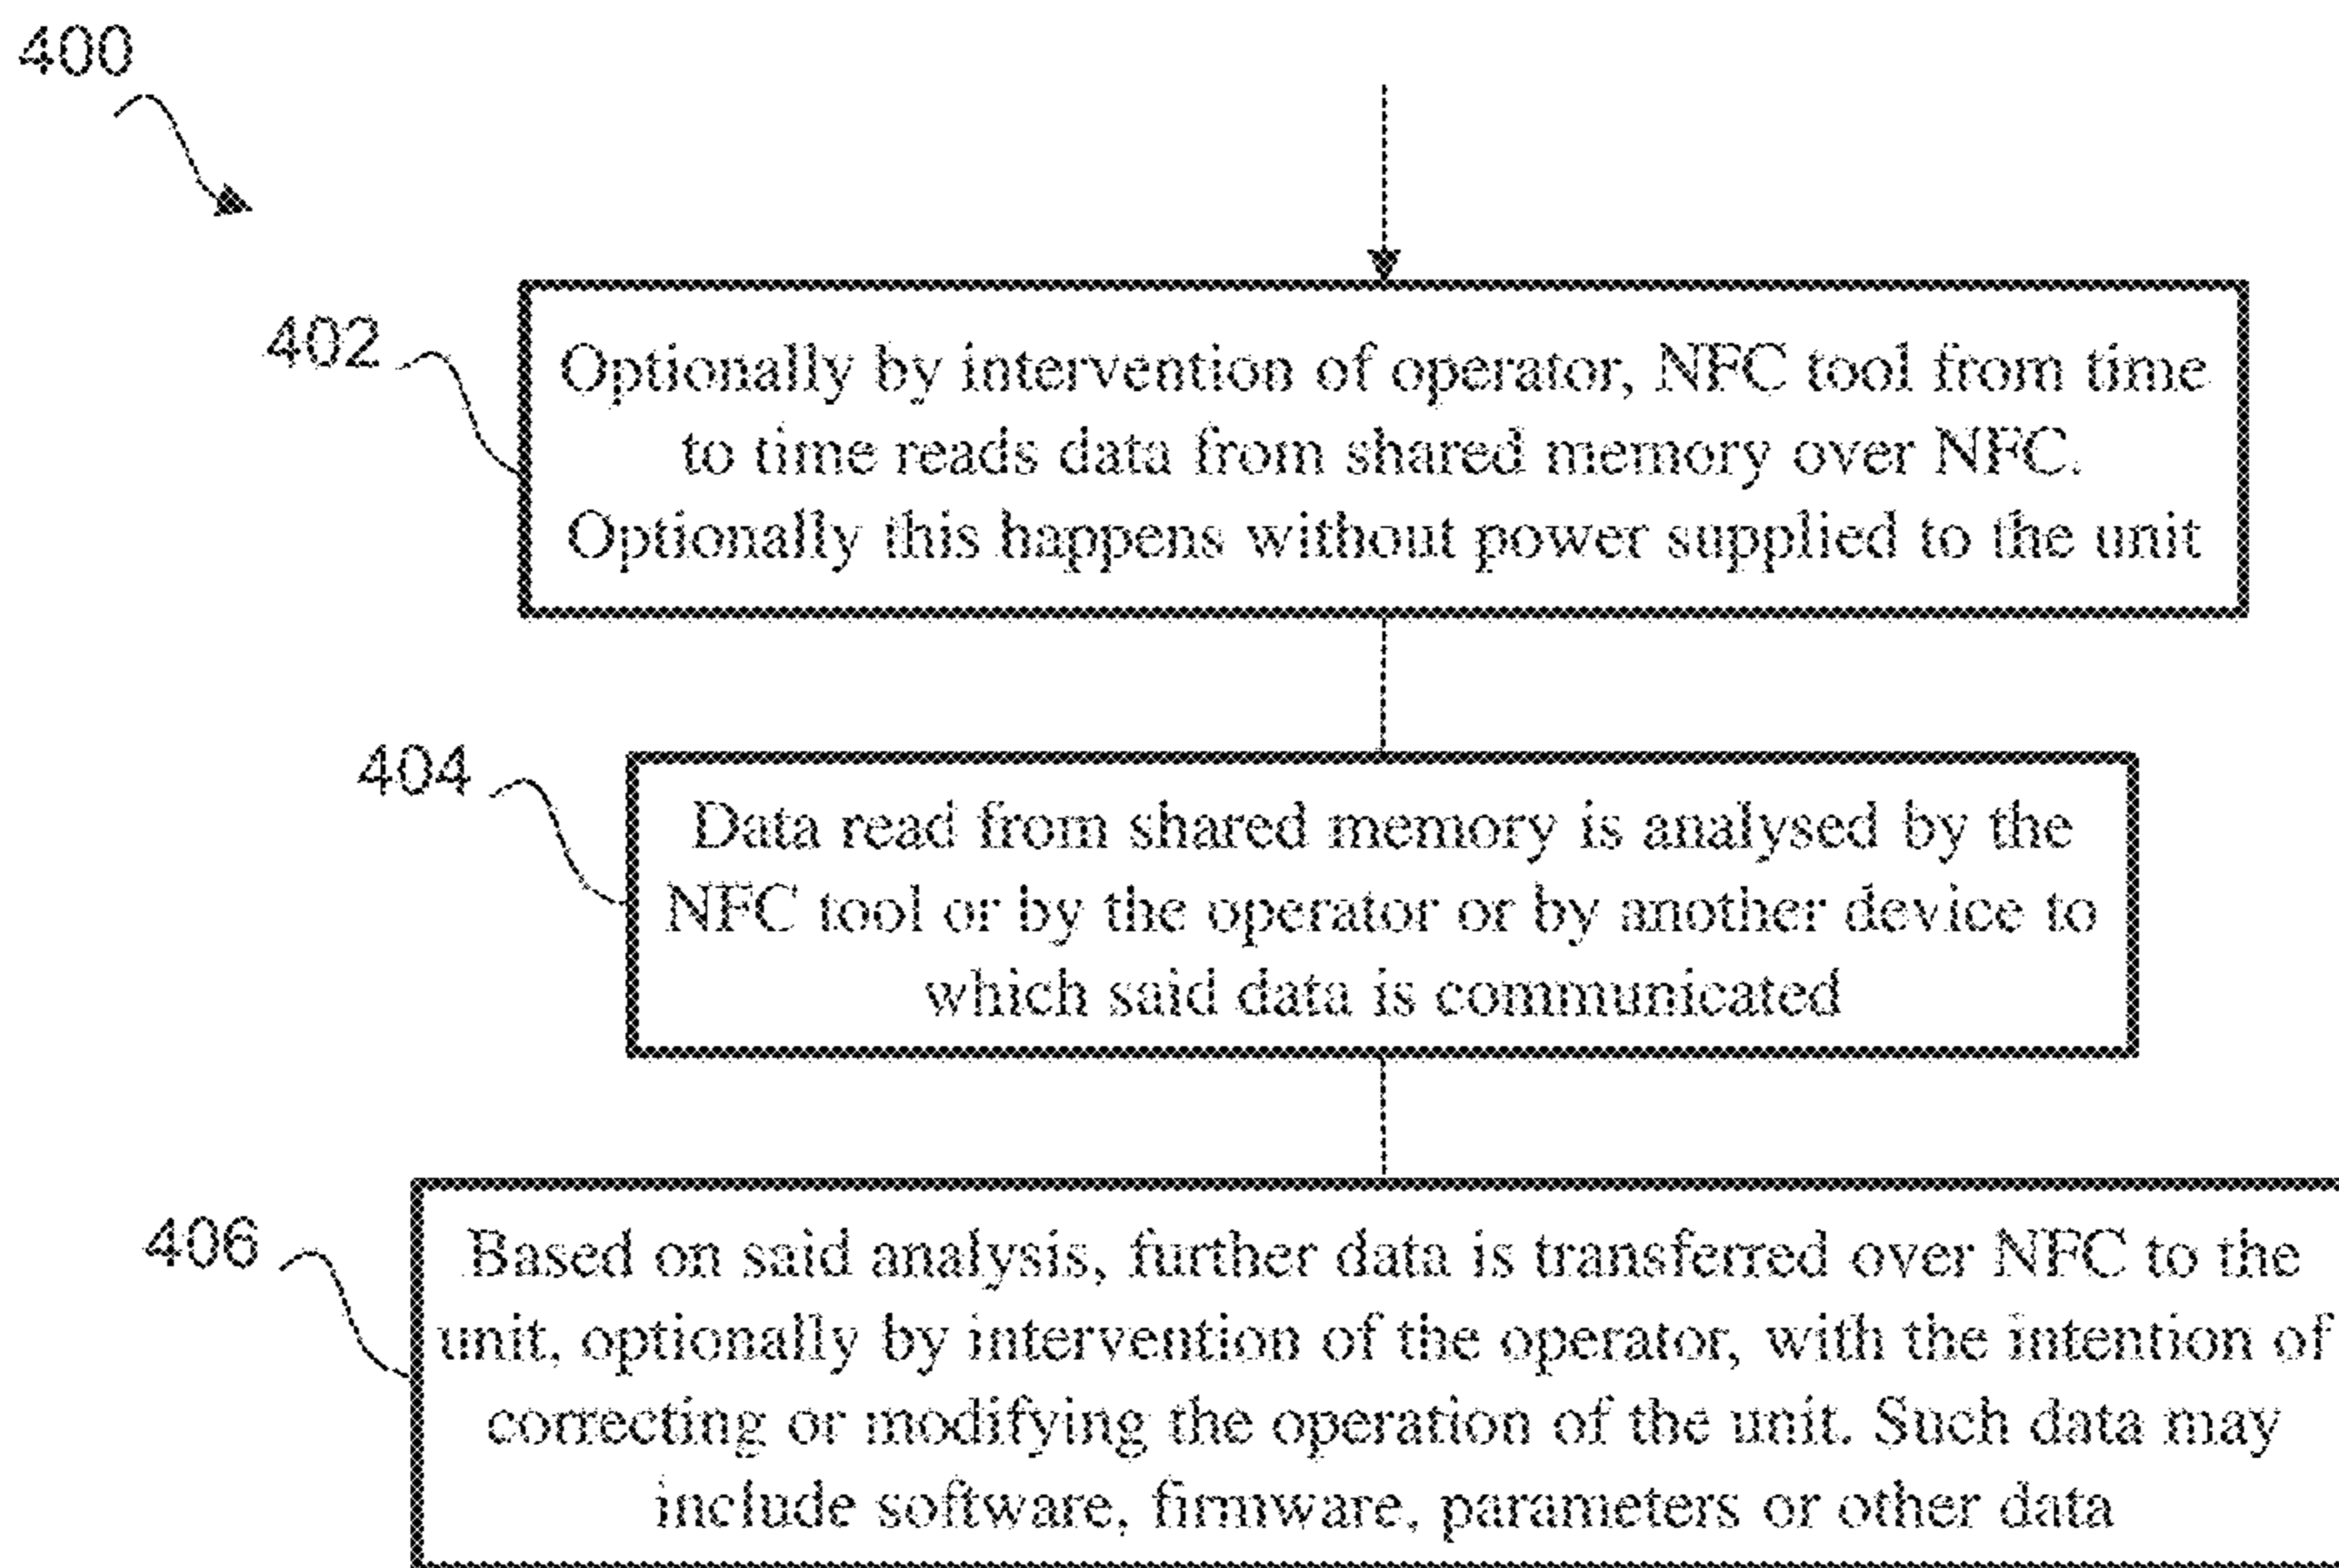 400
402
Optionally by intervention of operator, NFC tool from time
to time reads data from shared memory over NFC.
Optionally this happens without power supplied to the unit
404
Data read from shared memory is analysed by the
NFC tool or by the operator or by another device to
which said data is communicated
406
Based on said analysis, further data is transferred over NFC to the
unit, optionally by intervention of the operator, with the intention of
correcting or modifying the operation of the unit. Such data may
include software, firmware, parameters or other data